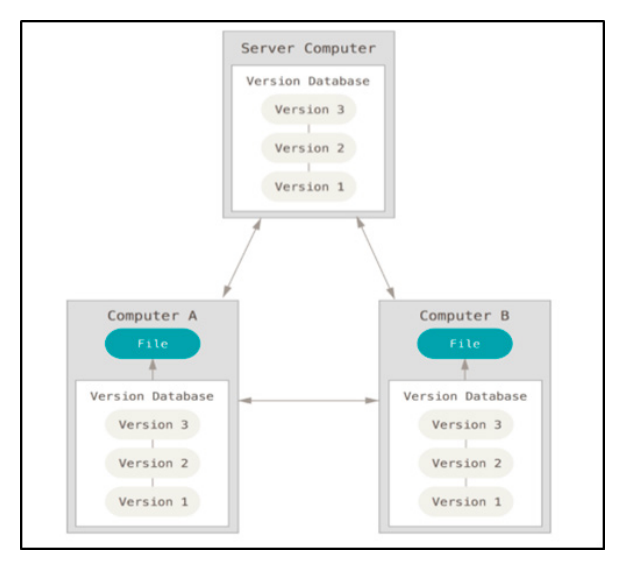 Server Computer
Version Database
Version 3
Version 2
Version 1
Computer A
File
Version Database
Version 3
Version 2
Version 1
Computer B
File
Version Database
Version 3
Version 2
Version 1